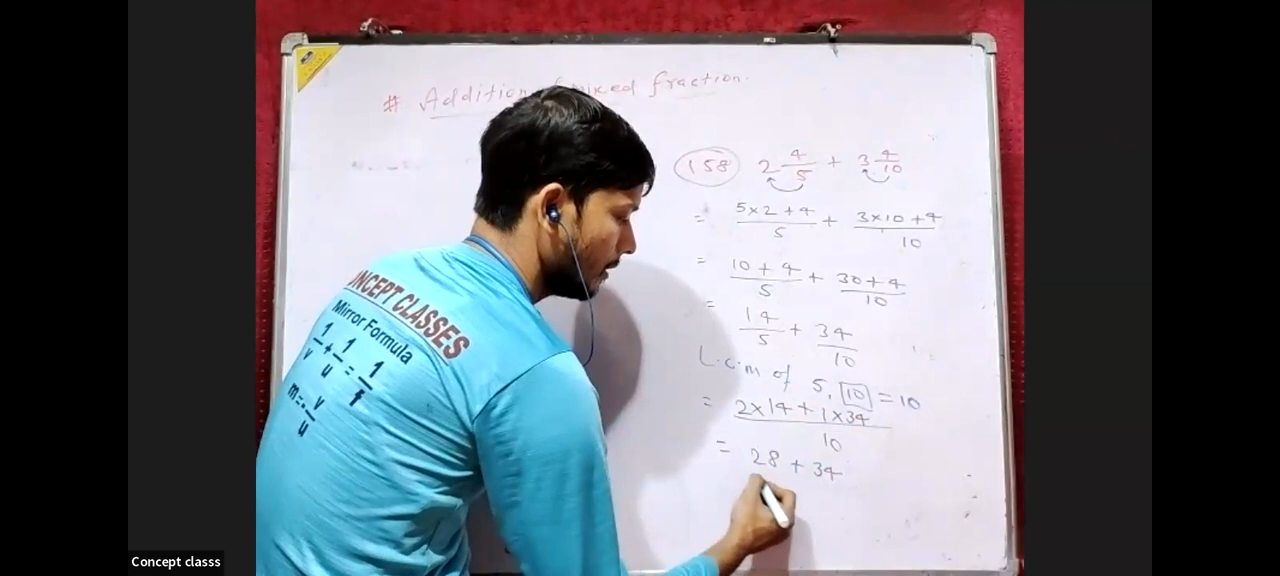 # Addition mixed fraction.
158 2 4/5 + 3 4/10
= 5×2+4/5 + 3×10+4/10
= 10+4/5 + 30+4/10
= 14/5 + 34/10
L.C.M of 5, 10 = 10
= 2×14+1×34/10
= 28+34
CONCEPT CLASSES
Mirror Formula
1/v + 1/u = 1/f
m = -v/u
Concept classs